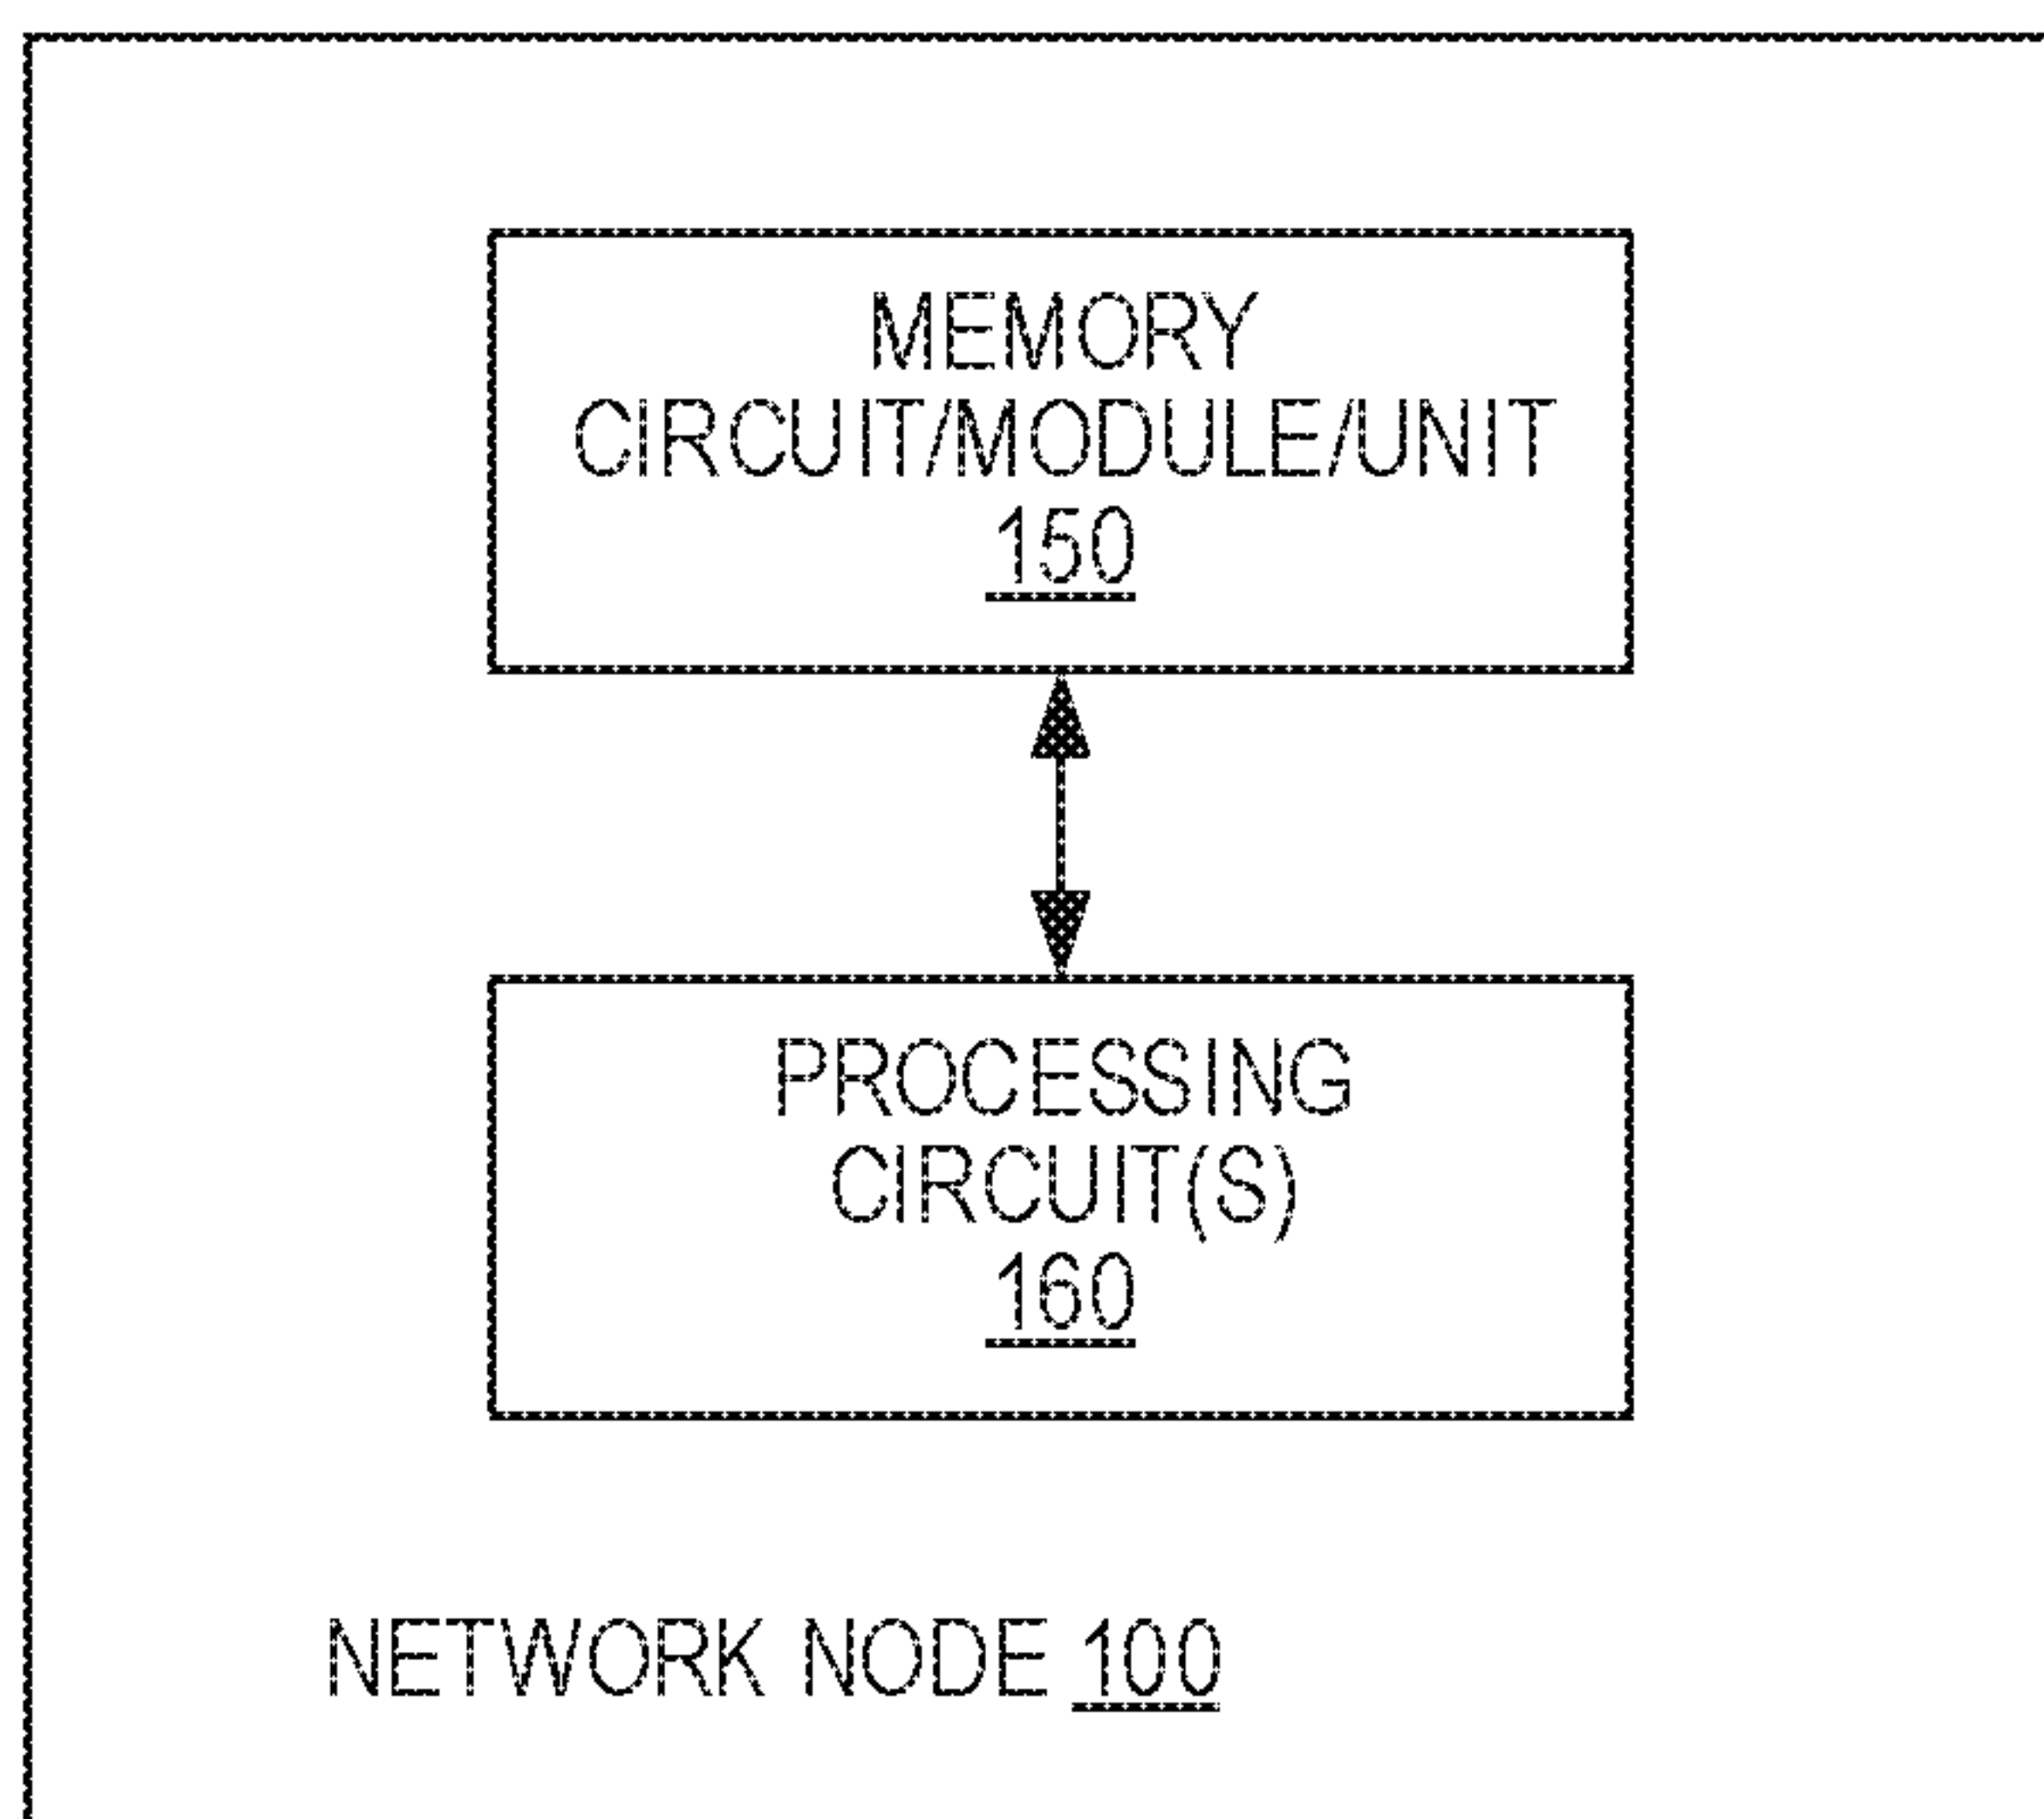 MEMORY
CIRCUIT/MODULE/UNIT
150
PROCESSING
CIRCUIT(S)
160
NETWORK NODE 100